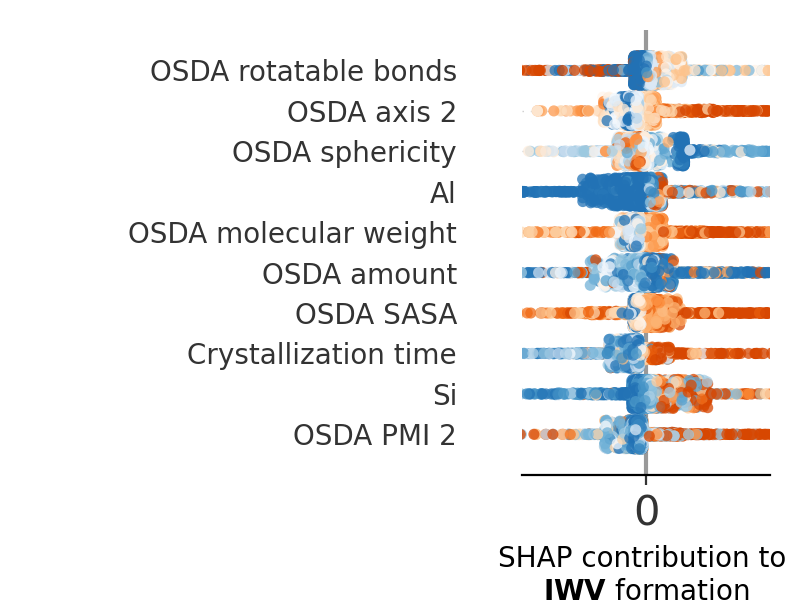 OSDA rotatable bonds
OSDA axis 2
OSDA sphericity
Al
OSDA molecular weight
OSDA amount
OSDA SASA
Crystallization time
Si
OSDA PMI 2
0
SHAP contribution to
IWV formation